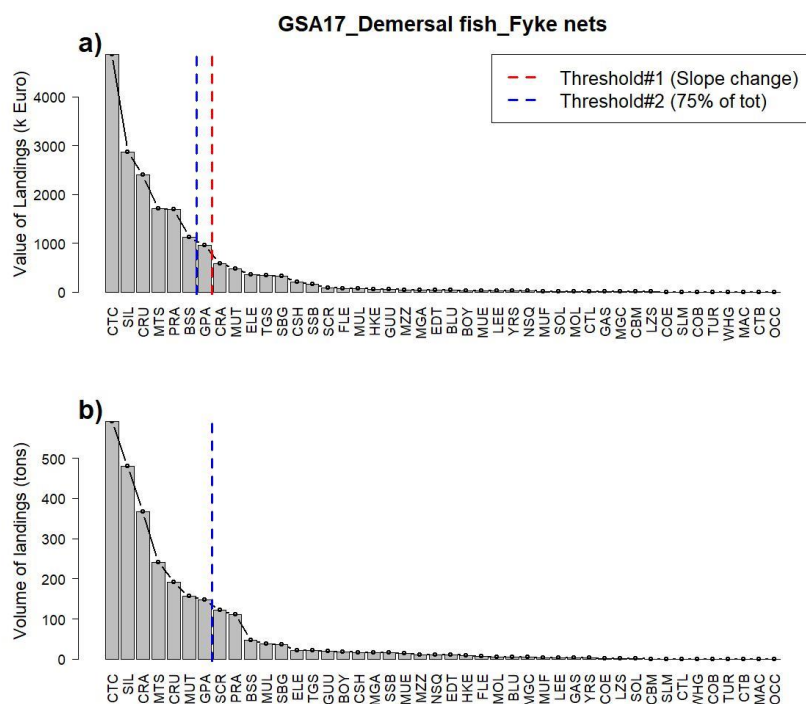 GSA17_Demersal fish_Fyke nets
a)
Threshold#1 (Slope change)
Threshold#2 (75% of tot)
Value of Landings (k Euro)
4000
3000
2000
1000
0
CTC SIL CRU MTS PRA BSS GPA CRA MUT ELE TGS SBG CSH SSB SCR FLE MUL HKE GUU MZZ MGA EDT BLU BOY MUE LEE YRS NSQ MUF SOL MOL CTL GAS MGC CBM LZS COE SLM COB TUR WHG MAC CTB OCC
b)
Volume of landings (tons)
500
400
300
200
100
0
CTC SIL CRA MTS CRU MUT GPA SCR PRA BSS MUL SBG ELE TGS GUU BOY CSH MGA SSB MUE MZZ NSQ EDT HKE FLE MOL BLU MGC MUF LEE GAS YRS COE LZS SOL CBM SLM CTL WHG COB TUR CTB MAC OCC